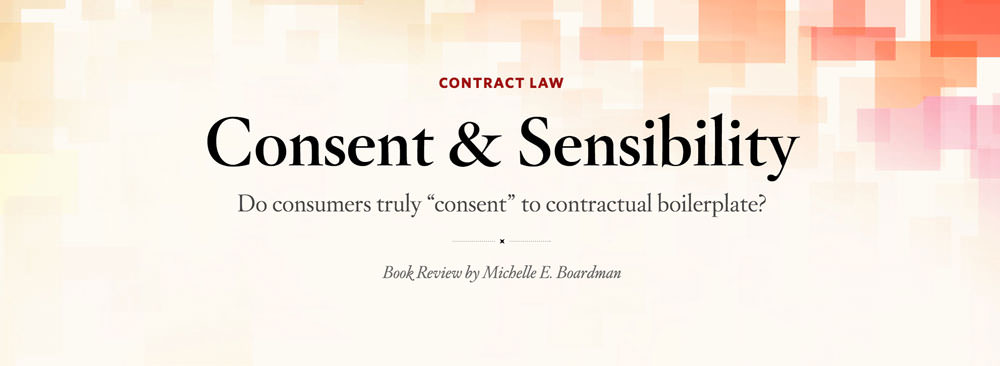 CONTRACT LAW
Consent & Sensibility
Do consumers truly “consent” to contractual boilerplate?
Book Review by Michelle E. Boardman